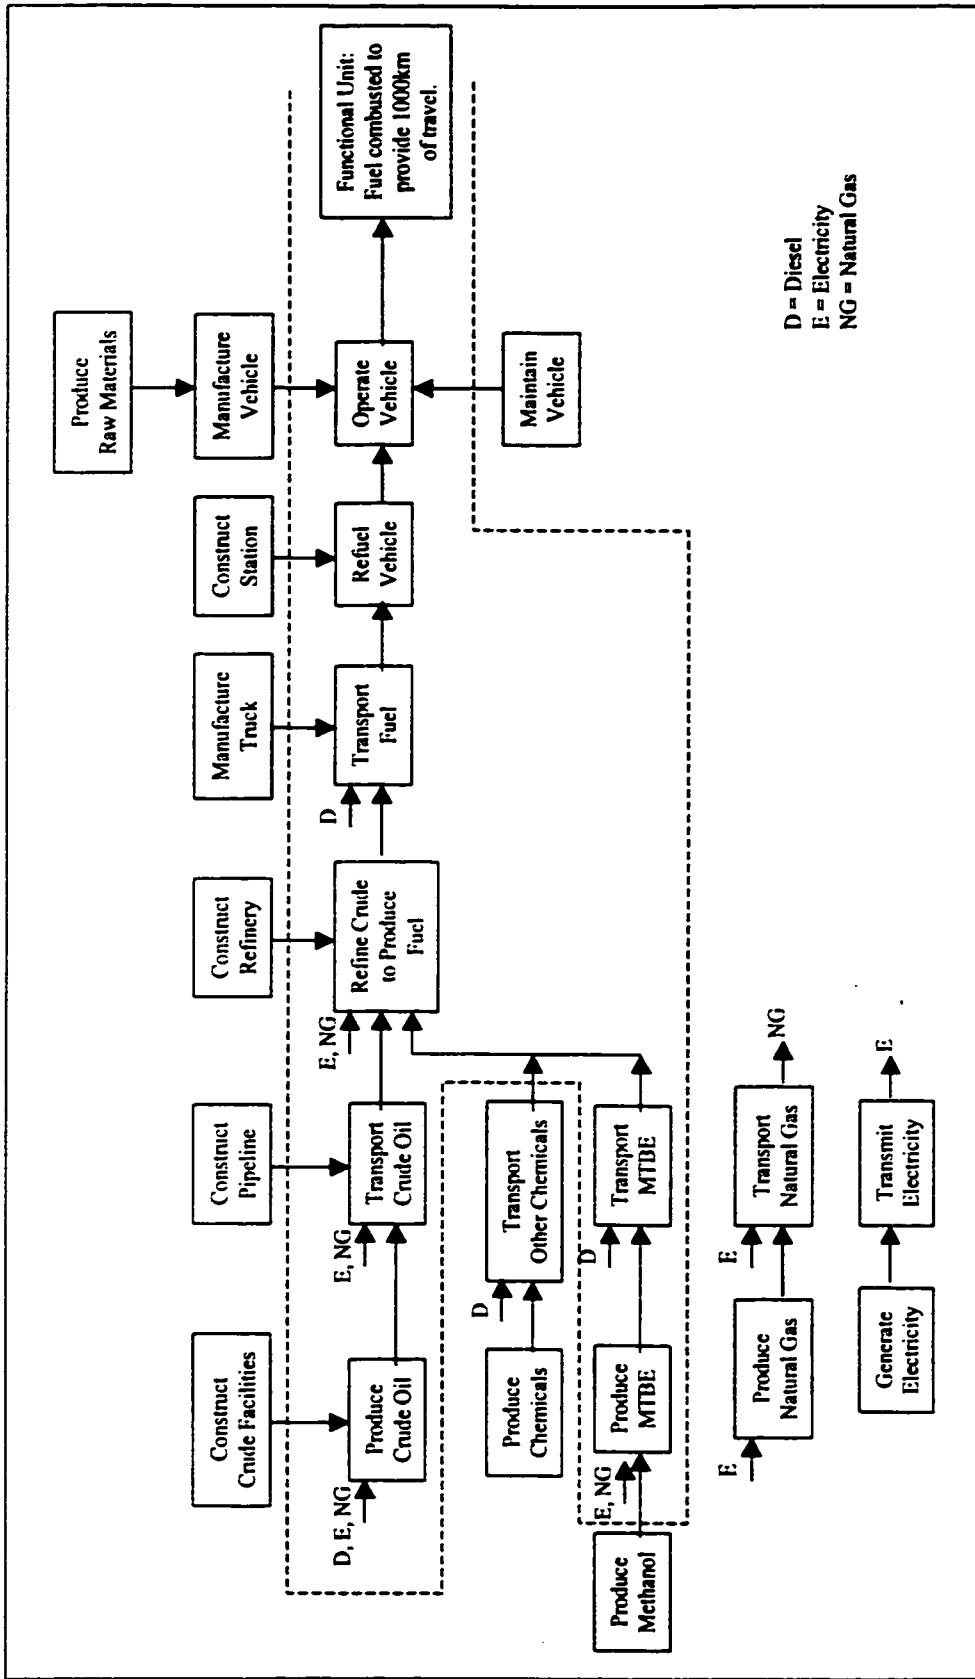 Produce
Raw Materials
Construct
Crude Facilities
Construct
Pipeline
Construct
Refinery
Manufacture
Truck
Construct
Station
Manufacture
Vehicle
D, E, NG
Produce
Crude Oil
E, NG
Transport
Crude Oil
E, NG
Refine Crude
to Produce
Fuel
D
Transport
Fuel
Refuel
Vehicle
Operate
Vehicle
Functional Unit:
Fuel combusted to
provide 1000km
of travel.
Produce
Chemicals
D
Transport
Other Chemicals
Maintain
Vehicle
Produce
Methanol
E, NG
Produce
MTBE
D
Transport
MTBE
E
Produce
Natural Gas
E
Transport
Natural Gas
NG
Generate
Electricity
Transmit
Electricity
E
D = Diesel
E = Electricity
NG = Natural Gas